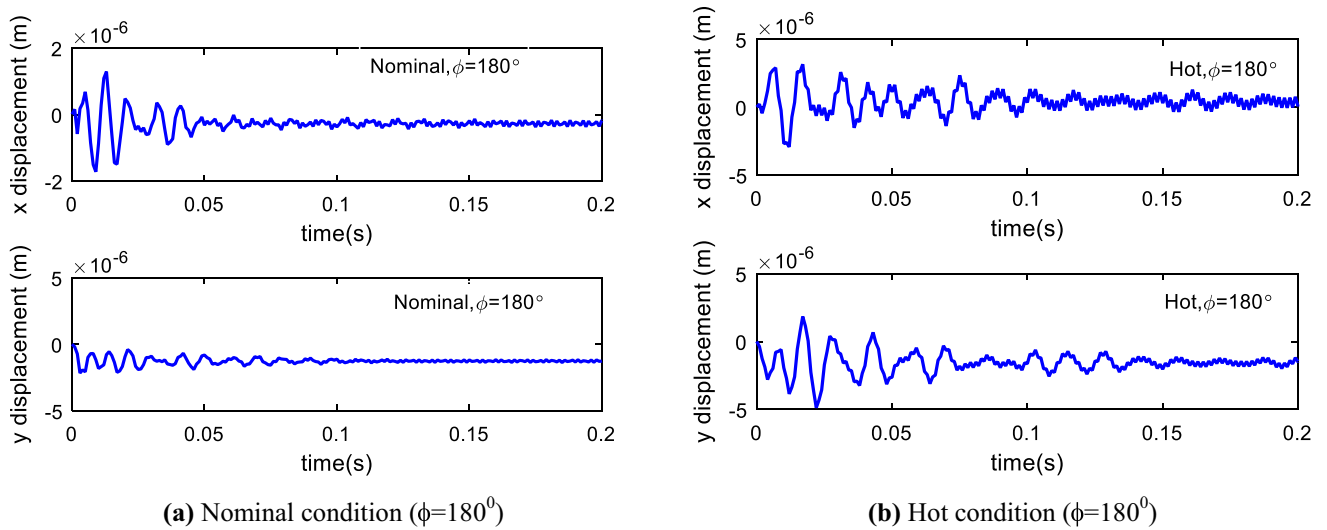 ×10⁻⁶
x displacement (m)
2
0
-2
Nominal,ϕ=180°
0 0.05 0.1 0.15 0.2
time(s)
×10⁻⁶
y displacement (m)
5
0
-5
Nominal,ϕ=180°
0 0.05 0.1 0.15 0.2
time(s)
(a) Nominal condition (ϕ=180⁰)
×10⁻⁶
x displacement (m)
5
0
-5
Hot,ϕ=180°
0 0.05 0.1 0.15 0.2
time(s)
×10⁻⁶
y displacement (m)
5
0
-5
Hot,ϕ=180°
0 0.05 0.1 0.15 0.2
time(s)
(b) Hot condition (ϕ=180⁰)